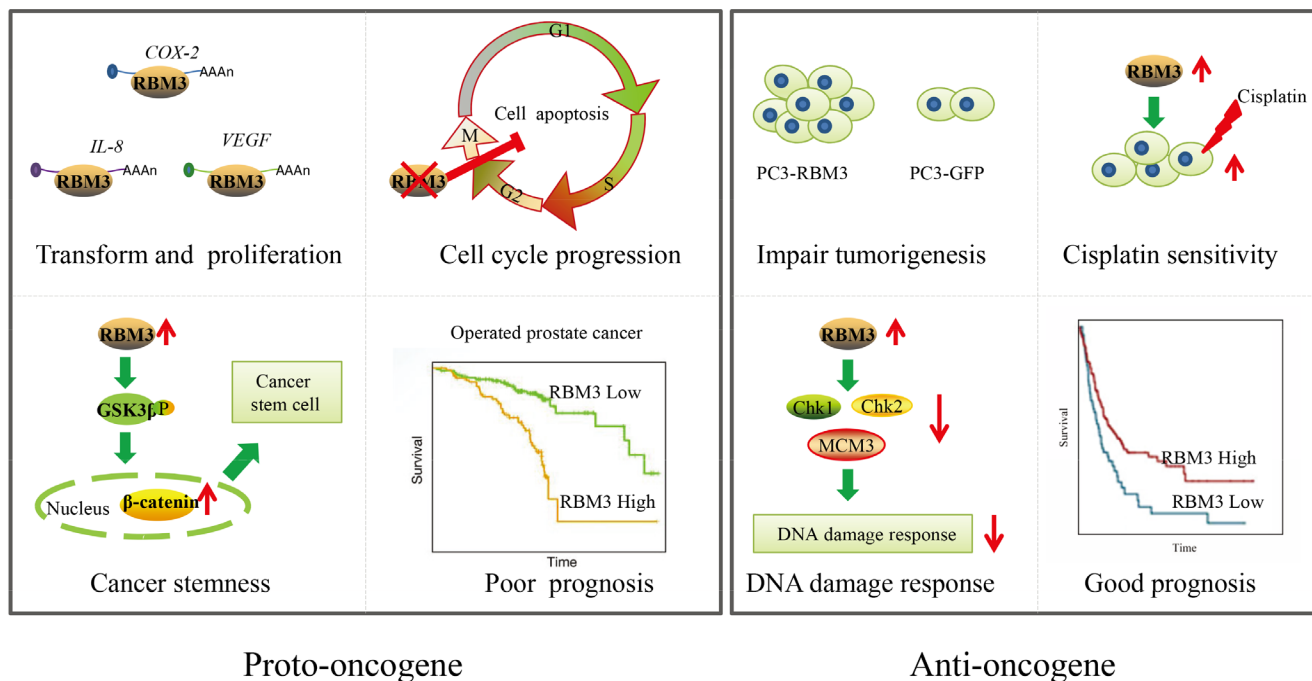 COX-2
RBM3
AAAn
IL-8
RBM3
AAAn
VEGF
RBM3
AAAn
Transform and proliferation
G1
Cell apoptosis
M
RBM3
G2
S
Cell cycle progression
RBM3
GSK3β
P
Cancer
stem cell
Nucleus
β-catenin
Cancer stemness
Operated prostate cancer
Survival
RBM3 Low
RBM3 High
Time
Poor prognosis
Proto-oncogene
PC3-RBM3
PC3-GFP
Impair tumorigenesis
RBM3
Cisplatin
Cisplatin sensitivity
RBM3
Chk1
Chk2
MCM3
DNA damage response
DNA damage response
Survival
RBM3 High
RBM3 Low
Time
Good prognosis
Anti-oncogene